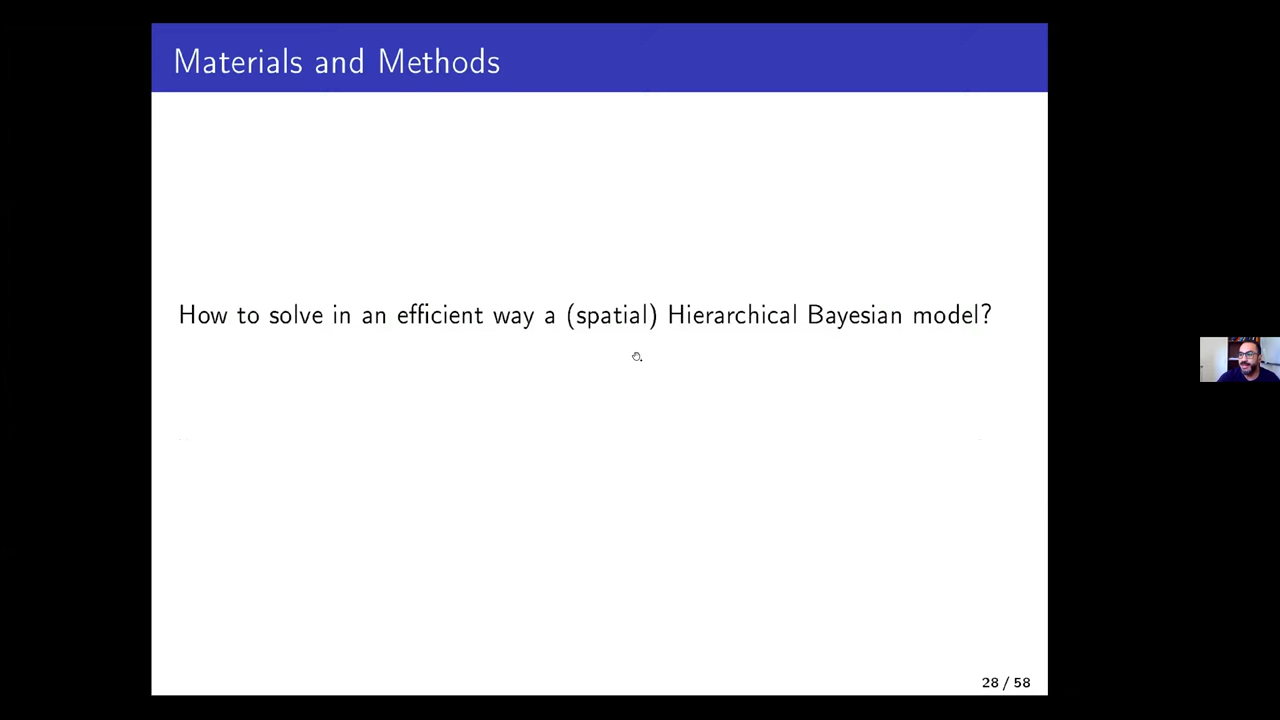 Materials and Methods
How to solve in an efficient way a (spatial) Hierarchical Bayesian model?
28 / 58